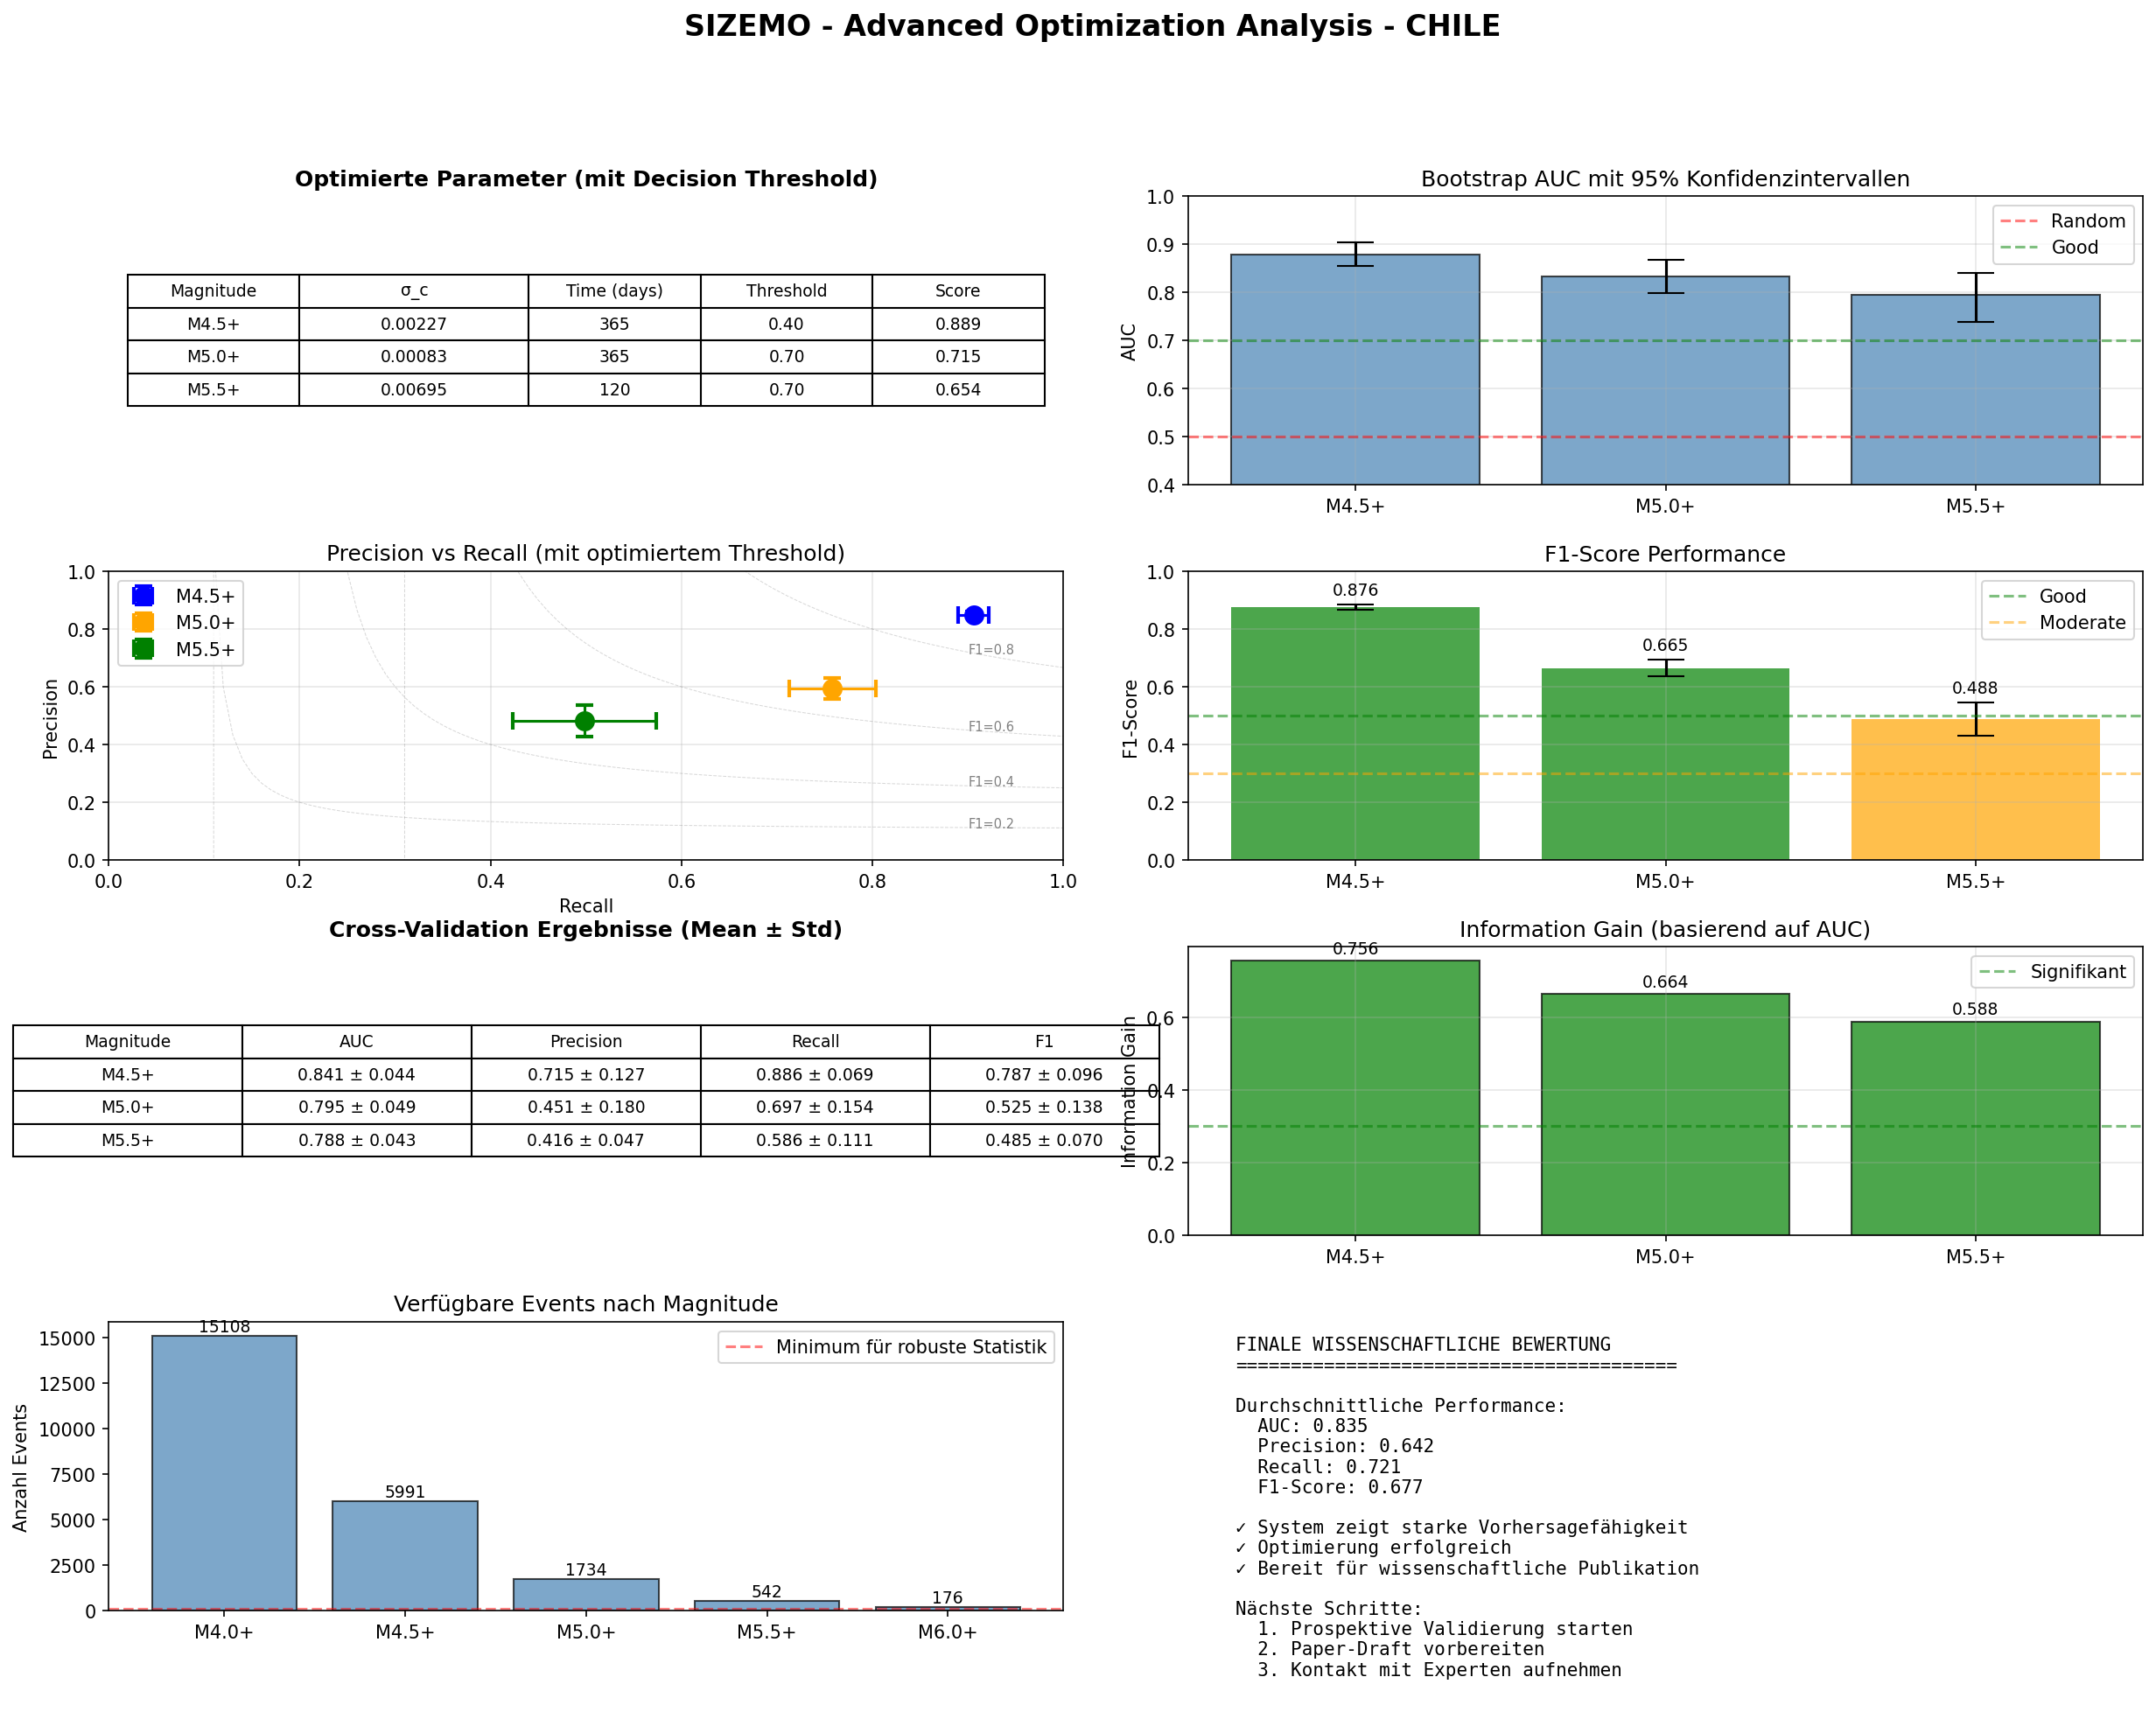 SIZEMO - Advanced Optimization Analysis - CHILE
Optimierte Parameter (mit Decision Threshold)
Magnitude σ_c Time (days) Threshold Score
M4.5+ 0.00227 365 0.40 0.889
M5.0+ 0.00083 365 0.70 0.715
M5.5+ 0.00695 120 0.70 0.654
Bootstrap AUC mit 95% Konfidenzintervallen
AUC
1.0
0.9
0.8
0.7
0.6
0.5
0.4
Random
Good
M4.5+ M5.0+ M5.5+
Precision vs Recall (mit optimiertem Threshold)
Precision
1.0
0.8
0.6
0.4
0.2
0.0
M4.5+
M5.0+
M5.5+
F1=0.8
F1=0.6
F1=0.4
F1=0.2
0.0 0.2 0.4 0.6 0.8 1.0
Recall
F1-Score Performance
F1-Score
1.0
0.8
0.6
0.4
0.2
0.0
0.876
0.665
0.488
Good
Moderate
M4.5+ M5.0+ M5.5+
Cross-Validation Ergebnisse (Mean ± Std)
Magnitude AUC Precision Recall F1
M4.5+ 0.841 ± 0.044 0.715 ± 0.127 0.886 ± 0.069 0.787 ± 0.096
M5.0+ 0.795 ± 0.049 0.451 ± 0.180 0.697 ± 0.154 0.525 ± 0.138
M5.5+ 0.788 ± 0.043 0.416 ± 0.047 0.586 ± 0.111 0.485 ± 0.070
Information Gain (basierend auf AUC)
Information Gain
0.6
0.4
0.2
0.0
0.756
0.664
0.588
Signifikant
M4.5+ M5.0+ M5.5+
Verfügbare Events nach Magnitude
Anzahl Events
15000
12500
10000
7500
5000
2500
0
15108
5991
1734
542
176
Minimum für robuste Statistik
M4.0+ M4.5+ M5.0+ M5.5+ M6.0+
FINALE WISSENSCHAFTLICHE BEWERTUNG
========================================
Durchschnittliche Performance:
AUC: 0.835
Precision: 0.642
Recall: 0.721
F1-Score: 0.677
✓ System zeigt starke Vorhersagefähigkeit
✓ Optimierung erfolgreich
✓ Bereit für wissenschaftliche Publikation
Nächste Schritte:
1. Prospektive Validierung starten
2. Paper-Draft vorbereiten
3. Kontakt mit Experten aufnehmen